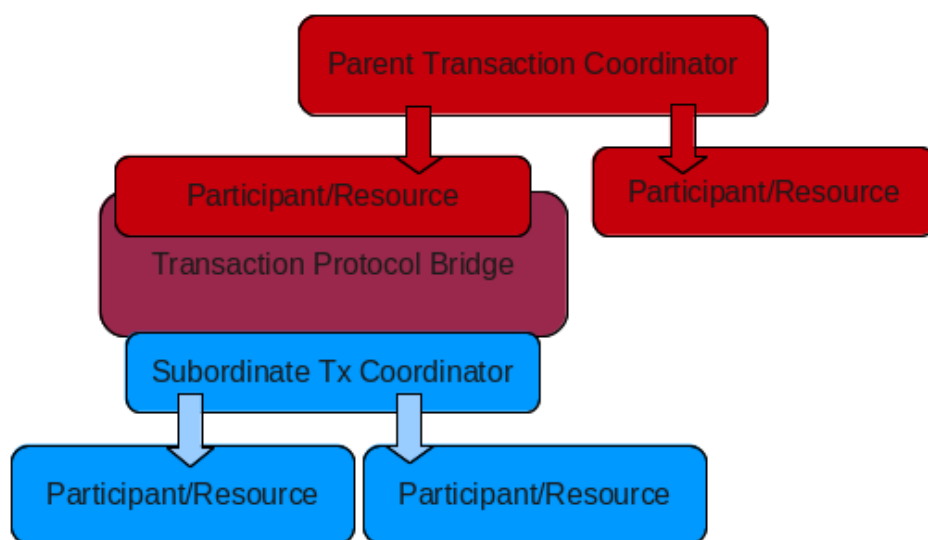 Parent Transaction Coordinator
Participant/Resource
Participant/Resource
Transaction Protocol Bridge
Subordinate Tx Coordinator
Participant/Resource
Participant/Resource